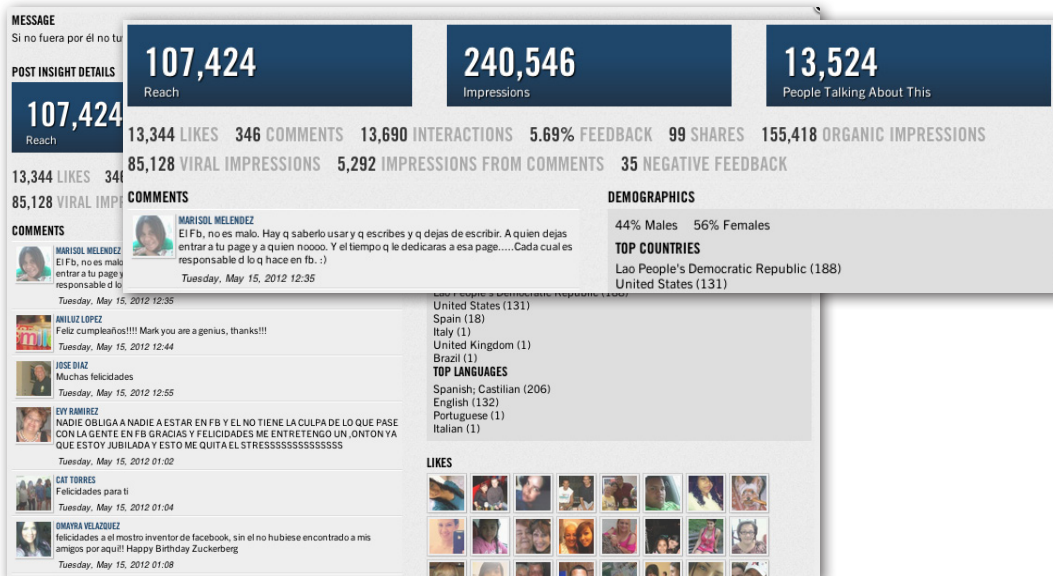 MESSAGE
Si no fuera por él no tu
POST INSIGHT DETAILS
107,424
Reach
13,344 LIKES 346
85,128 VIRAL IMPR
COMMENTS
MARISOL MELENDEZ
El Fb, no es malo
entrar a tu page y
responsable d lo
Tuesday, May 15, 2012 12:35
ANILUZ LOPEZ
Feliz cumpleaños!!!! Mark you are a genius, thanks!!!
Tuesday, May 15, 2012 12:44
JOSE DIAZ
Muchas felicidades
Tuesday, May 15, 2012 12:55
EVY RAMIREZ
NADIE OBLIGA A NADIE A ESTAR EN FB Y EL NO TIENE LA CULPA DE LO QUE PASE
CON LA GENTE EN FB GRACIAS Y FELICIDADES ME ENTRETENGO UN ,ONTON YA
QUE ESTOY JUBILADA Y ESTO ME QUITA EL STRESSSSSSSSSSSSSSS
Tuesday, May 15, 2012 01:02
CAT TORRES
Felicidades para ti
Tuesday, May 15, 2012 01:04
OMAYRA VELAZQUEZ
felicidades a el mostro inventor de facebook, sin el no hubiese encontrado a mis
amigos por aqui!! Happy Birthday Zuckerberg
Tuesday, May 15, 2012 01:08
107,424
Reach
240,546
Impressions
13,524
People Talking About This
13,344 LIKES 346 COMMENTS 13,690 INTERACTIONS 5.69% FEEDBACK 99 SHARES 155,418 ORGANIC IMPRESSIONS
85,128 VIRAL IMPRESSIONS 5,292 IMPRESSIONS FROM COMMENTS 35 NEGATIVE FEEDBACK
COMMENTS
MARISOL MELENDEZ
El Fb, no es malo. Hay q saberlo usar y q escribes y q dejas de escribir. A quien dejas
entrar a tu page y a quien noooo. Y el tiempo q le dedicaras a esa page.....Cada cual es
responsable d lo q hace en fb. :)
Tuesday, May 15, 2012 12:35
DEMOGRAPHICS
44% Males 56% Females
TOP COUNTRIES
Lao People's Democratic Republic (188)
United States (131)
Lao People's Democratic Republic (188)
United States (131)
Spain (18)
Italy (1)
United Kingdom (1)
Brazil (1)
TOP LANGUAGES
Spanish; Castilian (206)
English (132)
Portuguese (1)
Italian (1)
LIKES